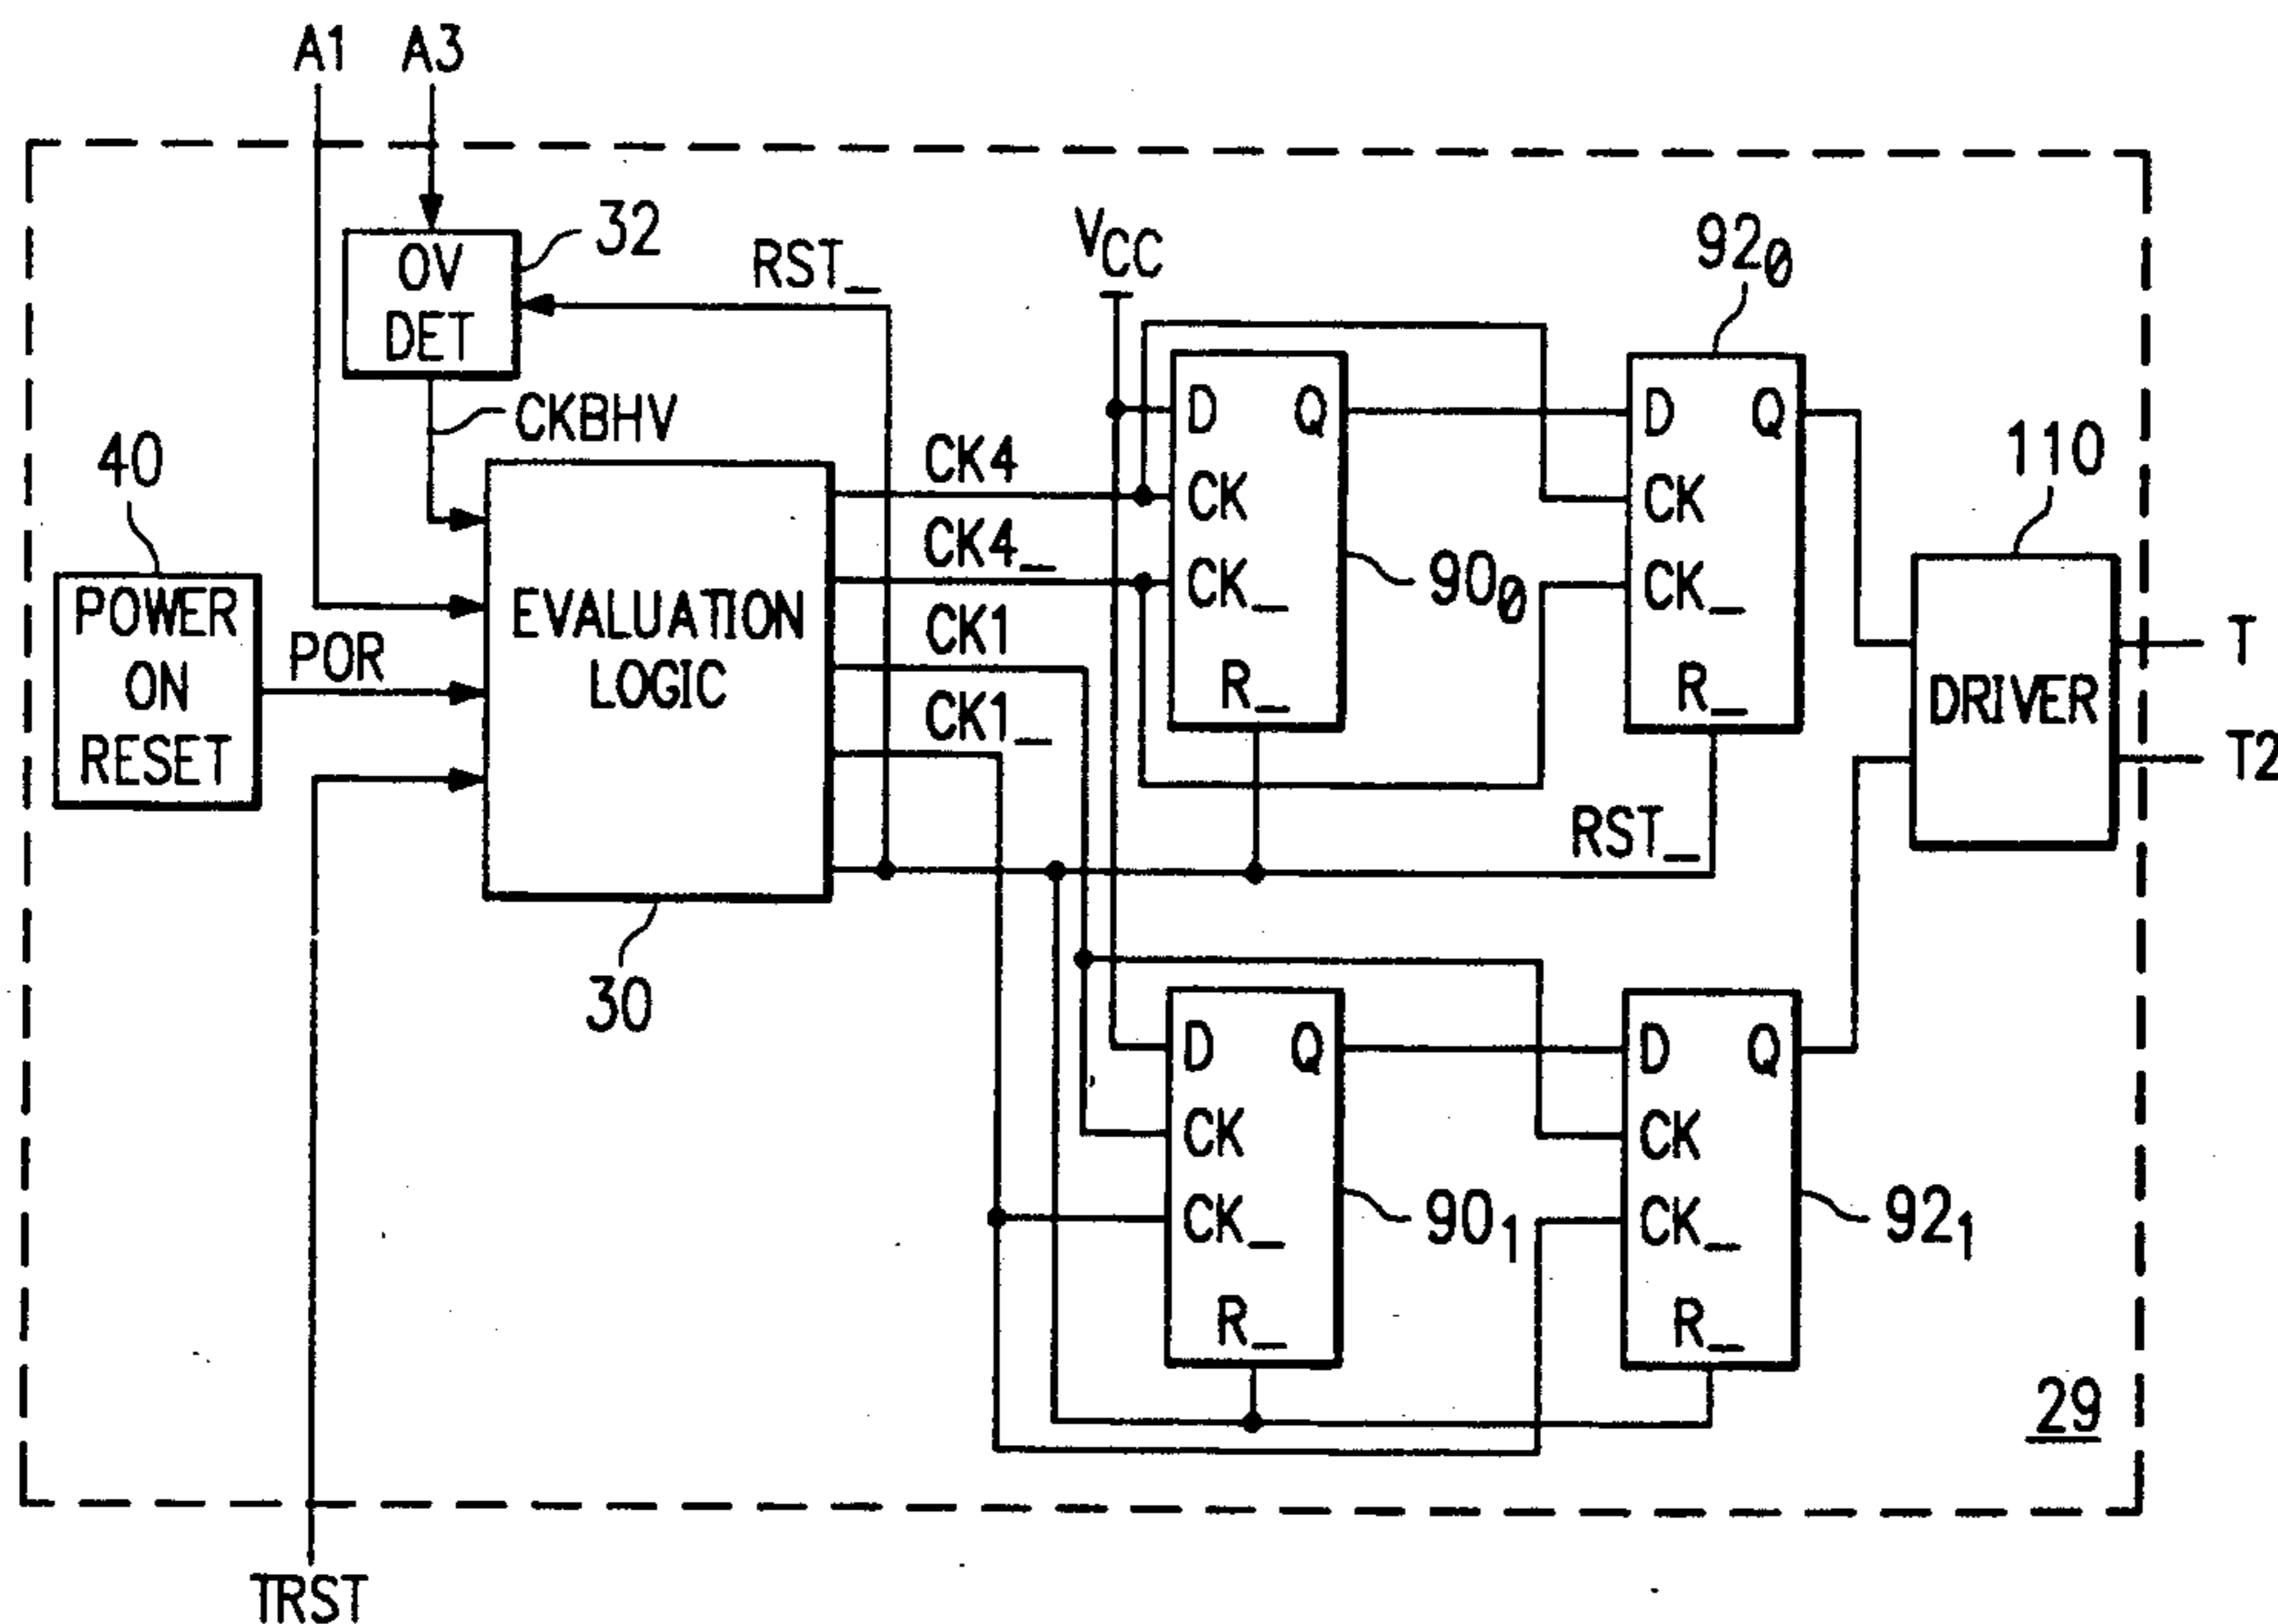 A1 A3
32
OV
DET
RST_
VCC
92₀
CKBHV
40
POWER
ON
RESET
POR
EVALUATION
LOGIC
30
CK4
CK4_
CK1
CK1_
D Q
CK
CK_
R_
90₀
D Q
CK
CK_
R_
RST_
110
DRIVER
T
T2
D Q
CK
CK_
R_
90₁
D Q
CK
CK_
R_
92₁
29
TRST